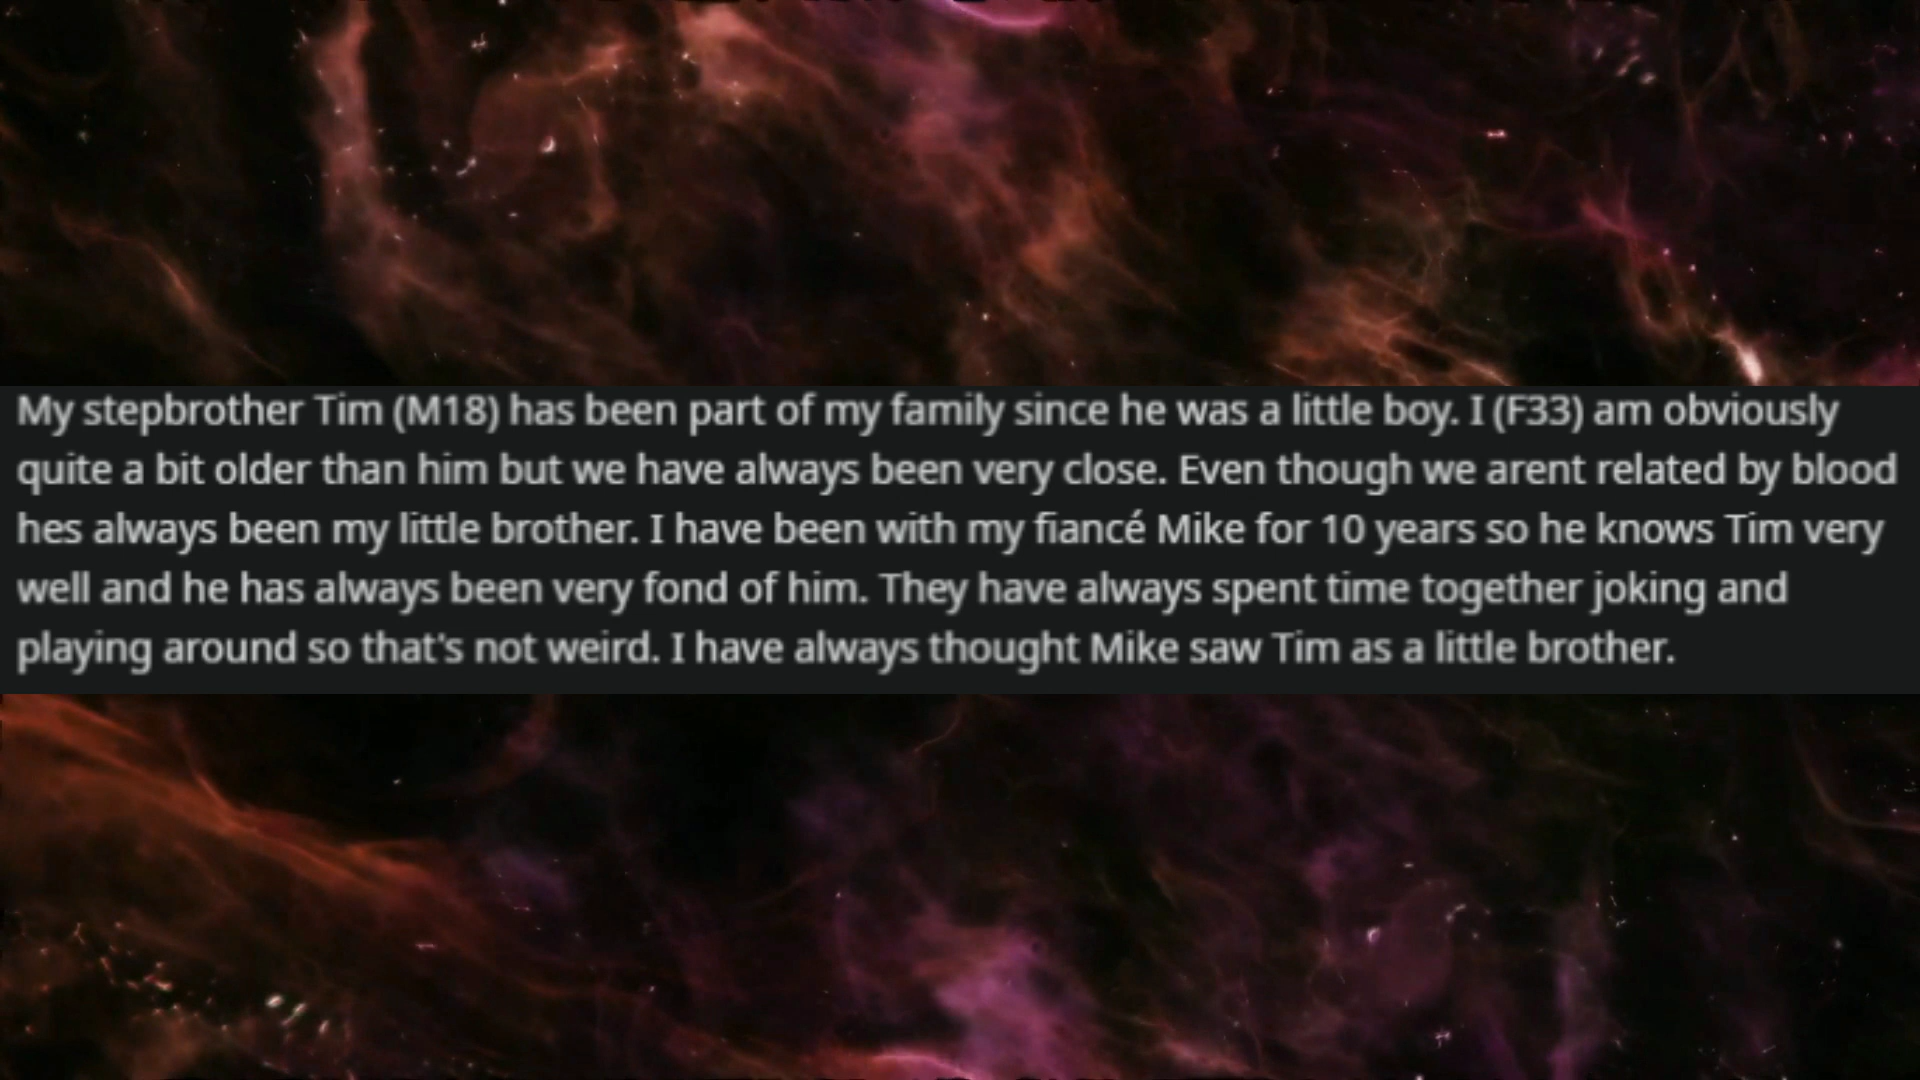 My stepbrother Tim (M18) has been part of my family since he was a little boy. I (F33) am obviously
quite a bit older than him but we have always been very close. Even though we arent related by blood
hes always been my little brother. I have been with my fiancé Mike for 10 years so he knows Tim very
well and he has always been very fond of him. They have always spent time together joking and
playing around so that's not weird. I have always thought Mike saw Tim as a little brother.